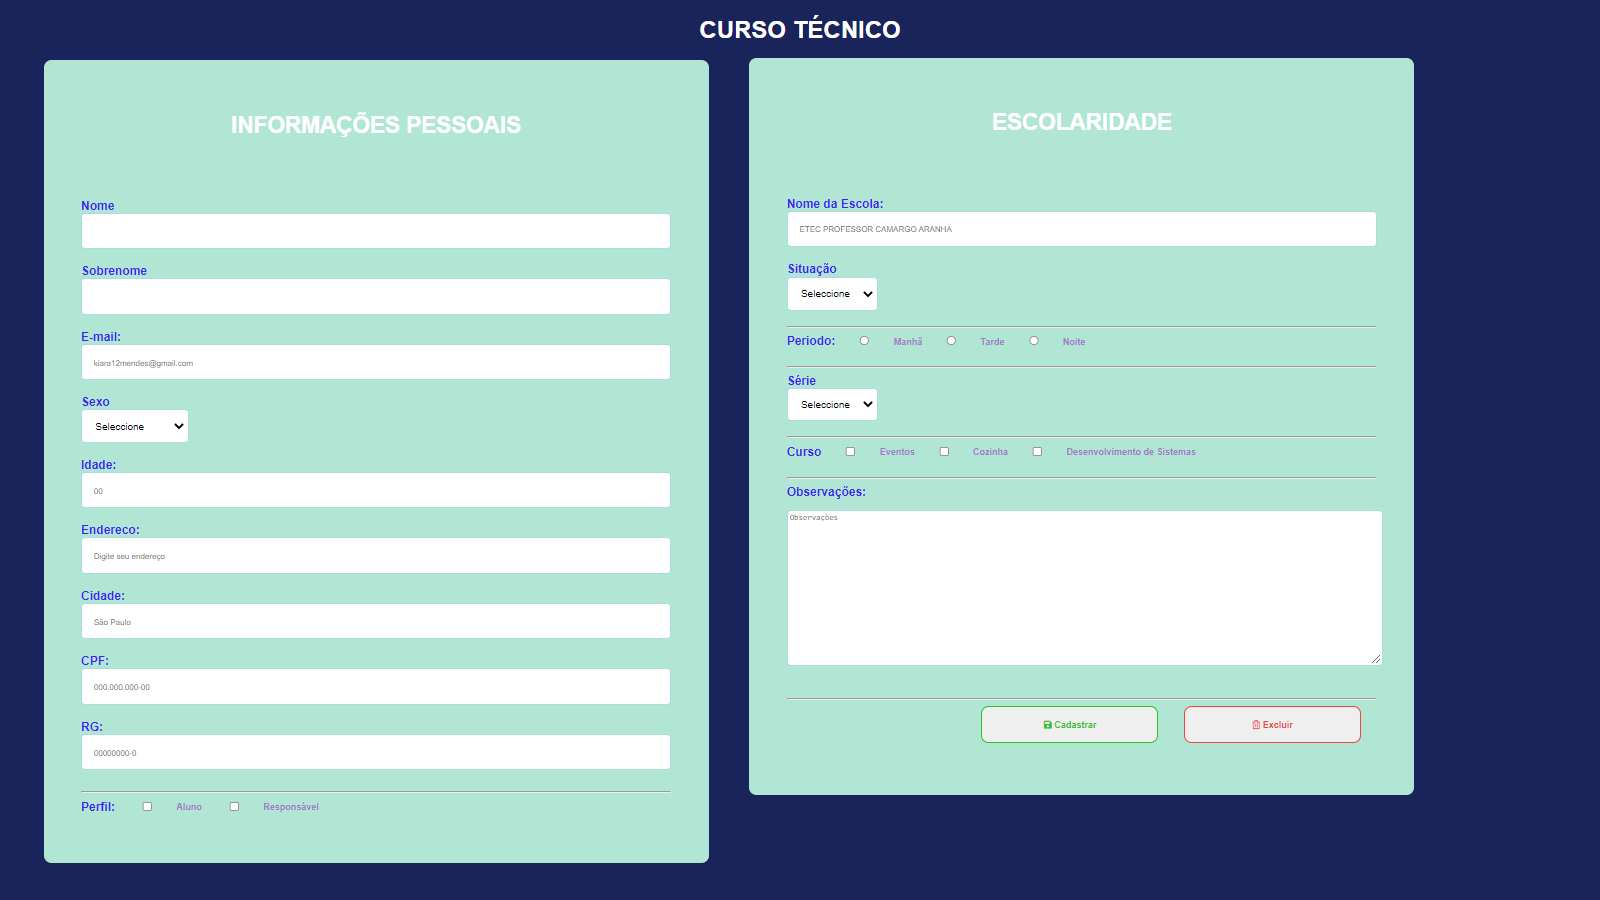 CURSO TÉCNICO
INFORMAÇÕES PESSOAIS
Nome
Sobrenome
E-mail:
kiara12mendes@gmail.com
Sexo
Seleccione
Idade:
00
Endereco:
Digite seu endereço
Cidade:
São Paulo
CPF:
000.000.000-00
RG:
00000000-0
Perfil: Aluno Responsável
ESCOLARIDADE
Nome da Escola:
ETEC PROFESSOR CAMARGO ARANHA
Situação
Seleccione
Periodo: Manhã Tarde Noite
Série
Seleccione
Curso Eventos Cozinha Desenvolvimento de Sistemas
Observações:
Observações
Cadastrar Excluir